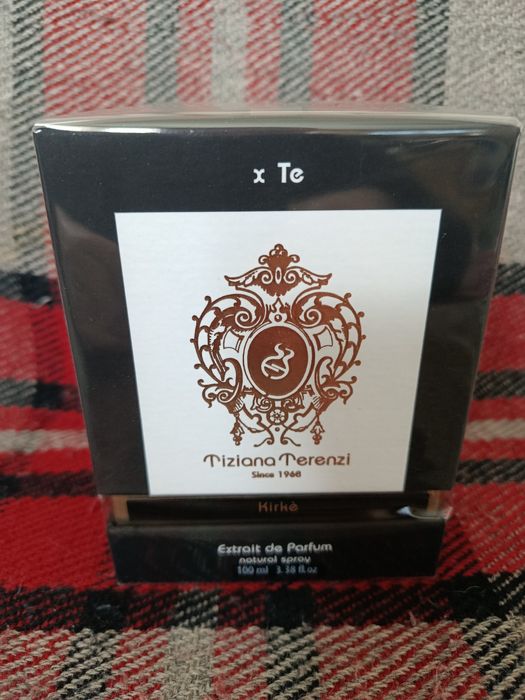 x Te
Tiziana Terenzi
Since 1968
Kirkè
Extrait de Parfum
natural spray
100 ml 3.38 fl.oz